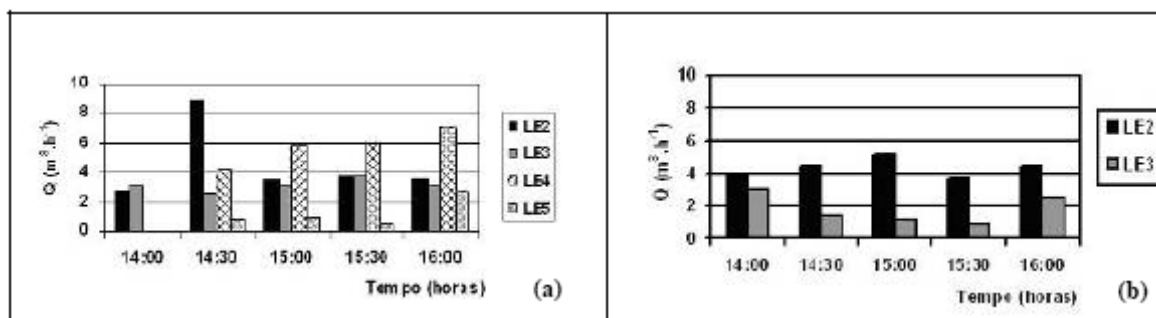 Q (m³.h⁻¹)
10
8
6
4
2
0
14:00 14:30 15:00 15:30 16:00
Tempo (horas)
LE2
LE3
LE4
LE5
(a)
Q (m³.h⁻¹)
10
8
6
4
2
0
14:00 14:30 15:00 15:30 16:00
Tempo (horas)
LE2
LE3
(b)